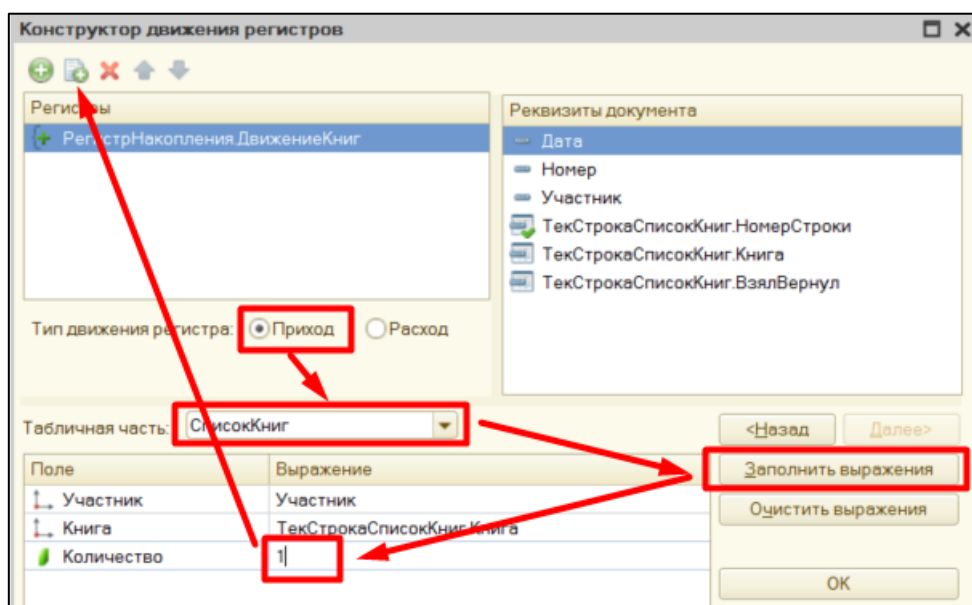 Конструктор движения регистров
Регистры
РегистрНакопления.ДвижениеКниг
Реквизиты документа
Дата
Номер
Участник
ТекСтрокаСписокКниг.НомерСтроки
ТекСтрокаСписокКниг.Книга
ТекСтрокаСписокКниг.ВзялВернул
Тип движения регистра: Приход Расход
Табличная часть: СписокКниг
<Назад Далее>
Поле Выражение
Участник Участник
Книга ТекСтрокаСписокКниг.Книга
Количество 1
Заполнить выражения
Очистить выражения
ОК